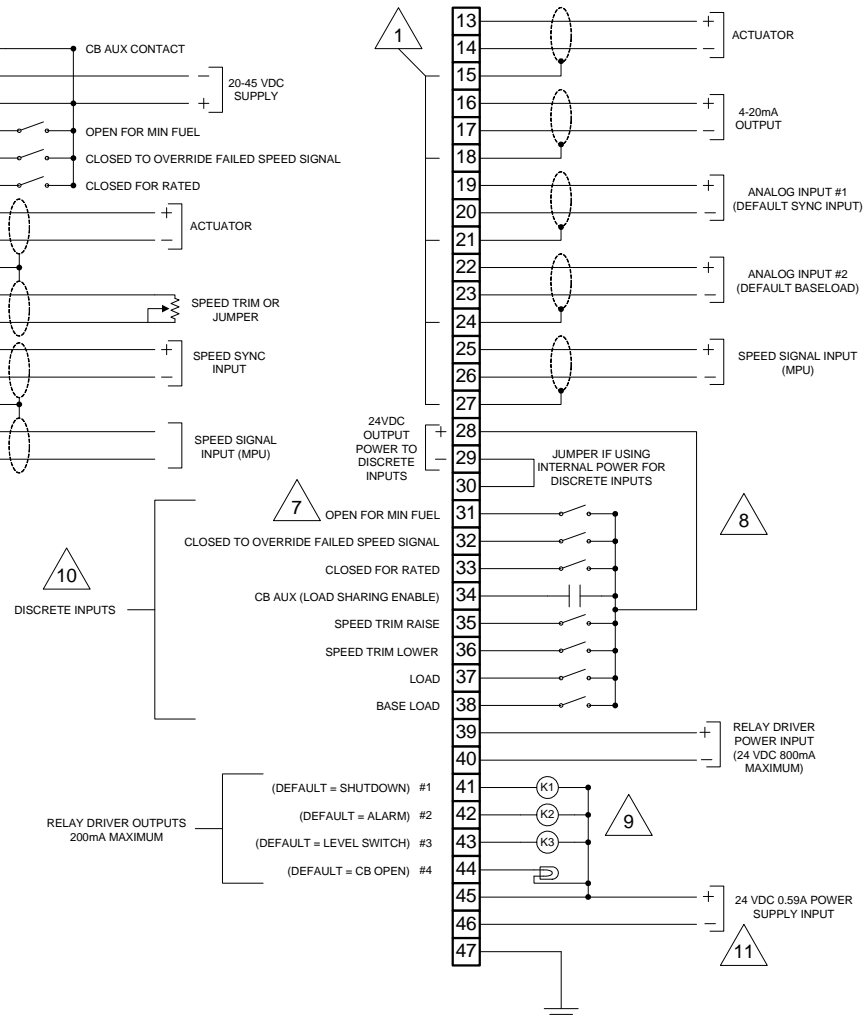 CB AUX CONTACT
−
20-45 VDC
SUPPLY
+
OPEN FOR MIN FUEL
CLOSED TO OVERRIDE FAILED SPEED SIGNAL
CLOSED FOR RATED
+
ACTUATOR
−
SPEED TRIM OR
JUMPER
+
SPEED SYNC
INPUT
−
SPEED SIGNAL
INPUT (MPU)
1
13
+
14
−
ACTUATOR
15
16
+
17
−
4-20mA
OUTPUT
18
19
+
20
−
ANALOG INPUT #1
(DEFAULT SYNC INPUT)
21
22
+
23
−
ANALOG INPUT #2
(DEFAULT BASELOAD)
24
25
+
26
−
SPEED SIGNAL INPUT
(MPU)
27
24VDC
OUTPUT
POWER TO
DISCRETE
INPUTS
+
28
−
29
30
JUMPER IF USING
INTERNAL POWER FOR
DISCRETE INPUTS
7
8
10
DISCRETE INPUTS
OPEN FOR MIN FUEL
31
CLOSED TO OVERRIDE FAILED SPEED SIGNAL
32
CLOSED FOR RATED
33
CB AUX (LOAD SHARING ENABLE)
34
SPEED TRIM RAISE
35
SPEED TRIM LOWER
36
LOAD
37
BASE LOAD
38
39
+
40
−
RELAY DRIVER
POWER INPUT
(24 VDC 800mA
MAXIMUM)
RELAY DRIVER OUTPUTS
200mA MAXIMUM
(DEFAULT = SHUTDOWN) #1
41
K1
(DEFAULT = ALARM) #2
42
K2
(DEFAULT = LEVEL SWITCH) #3
43
K3
(DEFAULT = CB OPEN) #4
44
9
45
+
46
−
24 VDC 0.59A POWER
SUPPLY INPUT
11
47